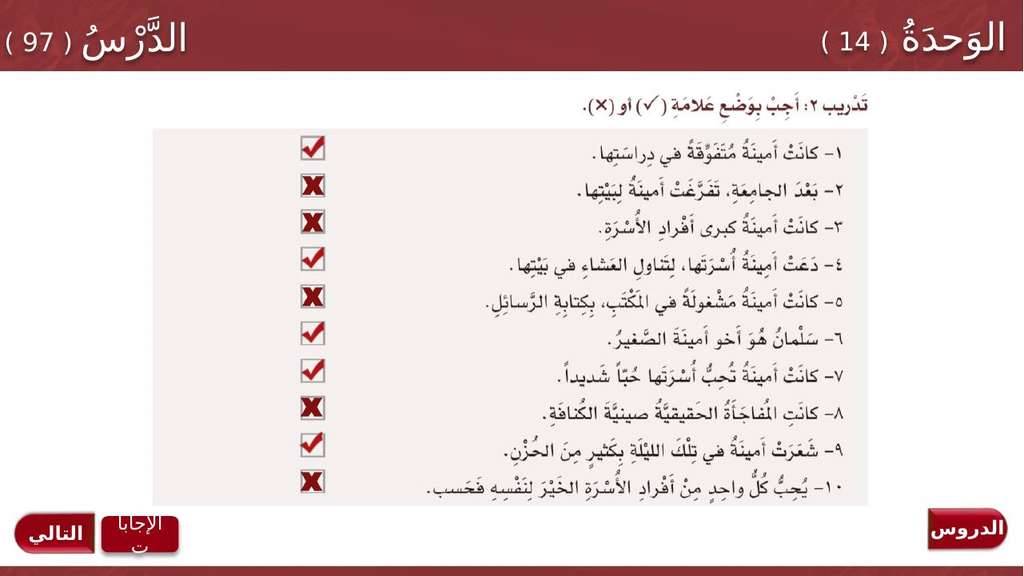 الوَحدَةُ ( 14 )
الدَّرْسُ ( 97 )
تَدْريب ٢: أَجِبْ بِوَضْعِ عَلامَةِ (✓) أو (×).
١- كانَتْ أَمينَةُ مُتَفَوِّقَةً في دِراسَتِها.
٢- بَعْدَ الجامِعَةِ، تَفَرَّغَتْ أَمينَةُ لِبَيْتِها.
٣- كانَتْ أَمينَةُ كبرى أَفْرادِ الأُسْرَةِ.
٤- دَعَتْ أَمِينَةُ أُسْرَتَها، لِتَناولِ العَشاءِ في بَيْتِها.
٥- كانَتْ أَمينَةُ مَشْغولَةً في المَكْتَبِ، بِكِتابِةِ الرَّسائِلِ.
٦- سَلْمانُ هُوَ أَخو أَمينَةَ الصَّغيرُ.
٧- كانَتْ أَمينَةُ تُحِبُّ أُسْرَتَها حُبّاً شَديداً.
٨- كانَتِ المُفاجَأَةُ الحَقيقيَّةُ صينيَّةَ الكُنافَةِ.
٩- شَعَرَتْ أَمينَةُ في تِلْكَ الليْلَةِ بِكَثيرٍ مِنَ الحُزْنِ.
١٠- يُحِبُّ كُلُّ واحِدٍ مِنْ أَفْرادِ الأُسْرَةِ الخَيْرَ لِنَفْسِهِ فَحَسب.
الدروس
الإجابات
التالي